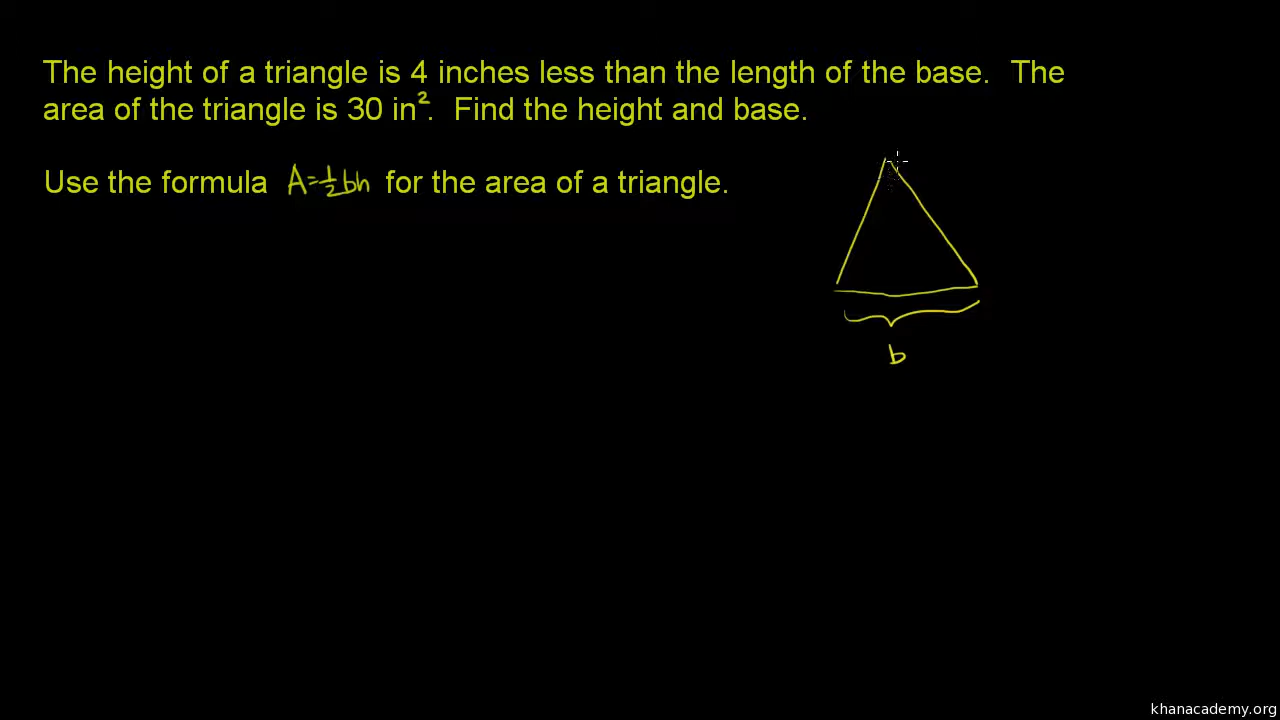 The height of a triangle is 4 inches less than the length of the base. The
area of the triangle is 30 in². Find the height and base.
Use the formula A=½bh for the area of a triangle.
b
khanacademy.org